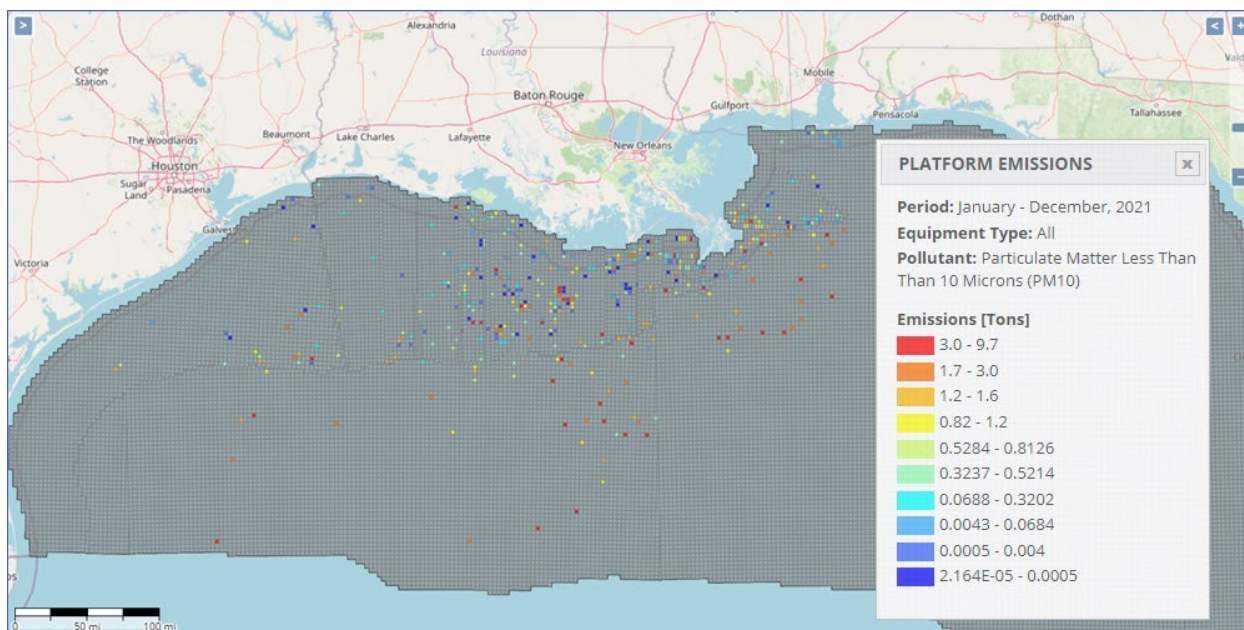 >
Alexandria
Dothan
<
+
Louisiana
Valdo
College
Station
Baton Rouge
Mobile
Gulfport
Pensacola
Tallahassee
The Woodlands
Beaumont
Lake Charles
Lafayette
New Orleans
Houston
Sugar
Land
Pasadena
Galvest
Victoria
PLATFORM EMISSIONS
x
Period: January - December, 2021
Equipment Type: All
Pollutant: Particulate Matter Less Than
Than 10 Microns (PM10)
Emissions [Tons]
3.0 - 9.7
1.7 - 3.0
1.2 - 1.6
0.82 - 1.2
0.5284 - 0.8126
0.3237 - 0.5214
0.0688 - 0.3202
0.0043 - 0.0684
0.0005 - 0.004
2.164E-05 - 0.0005
0
50 mi
100 mi